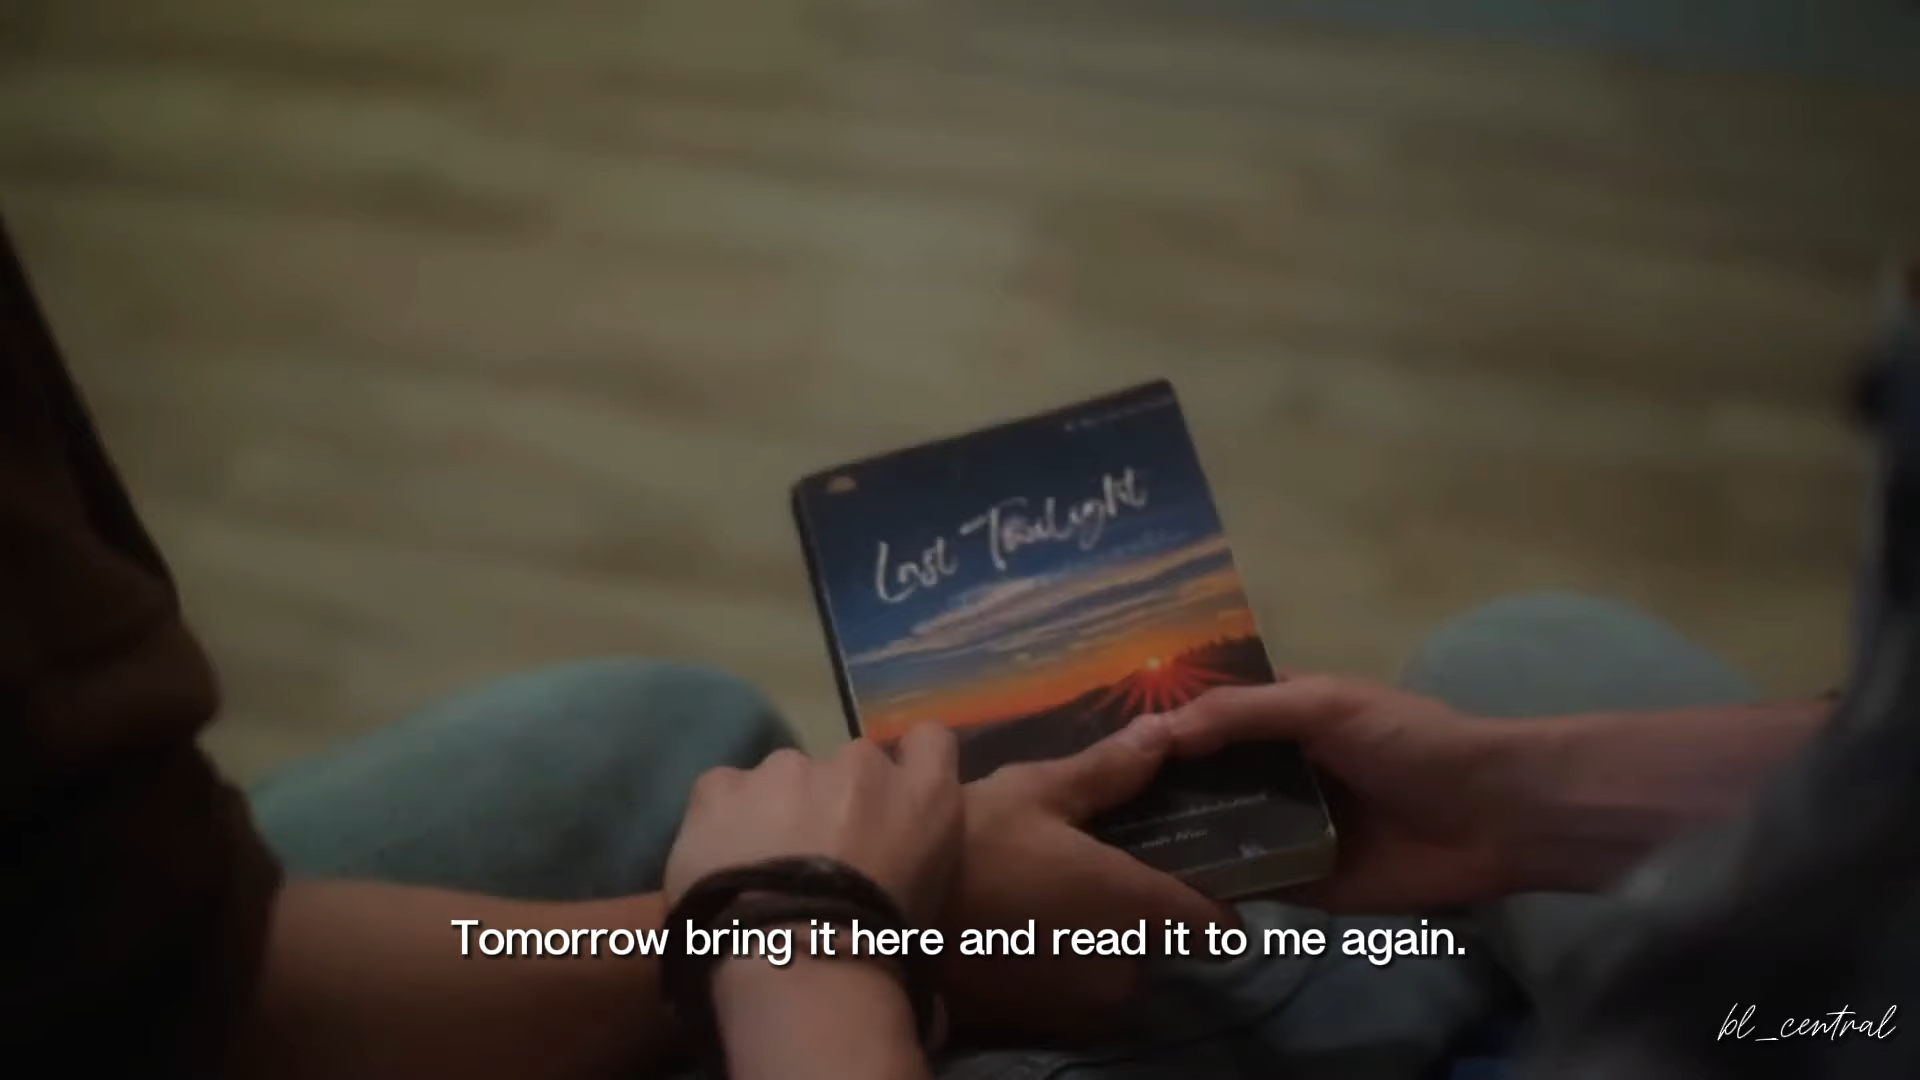 Last Twilight
Tomorrow bring it here and read it to me again.
bl_central